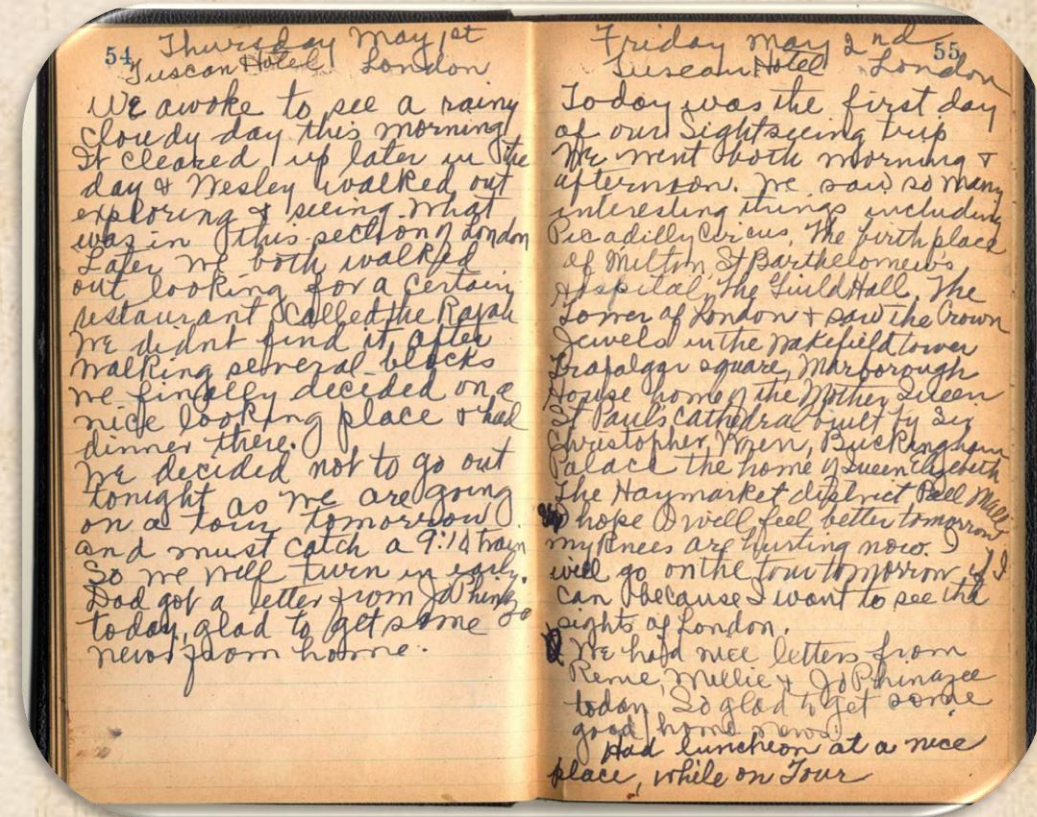 54
Thursday May 1st
Tuscan Hotel London
We awoke to see a rainy
cloudy day this morning
It cleared up later in the
day & Wesley walked out
exploring & seeing what
was in this section of London
Later we both walked
out looking for a certain
restaurant called the Rajah
We didnt find it, after
walking several blocks
we finally decided on a
nice looking place & had
dinner there.
We decided not to go out
tonight as we are going
on a tour tomorrow
and must catch a 9:10 train
So we will turn in early.
Dad got a letter from Jo
today, glad to get some
news from home.
55
Friday May 2nd
Tuscan Hotel London
Today was the first day
of our Sightseeing trip
We went both morning &
afternoon. We saw so many
interesting things including
Picadilly Circus, The birthplace
of Milton, St Barthelomew's
Hospital, The Guild Hall, The
Tower of London & saw the Crown
Jewels in the Wakefield tower
Trafalgar square, Marborough
House home of the Mother Queen
St Paul's Cathedral built by Sir
Christopher Wren, Buckingham
Palace the home of Queen Elizebeth
The Haymarket district Pall Mall
hope I will feel better tomorrow
my knees are hurting now. I
will go on the tour tomorrow if I
can because I want to see the
sights of London.
We had nice letters from
Rene, Millie & Jo Phinazee
today, So glad to get some
good home news.
Had luncheon at a nice
place, while on Tour